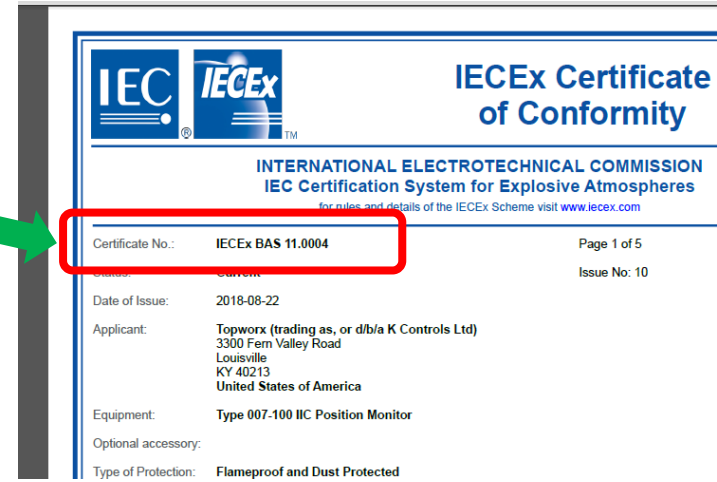 IEC
®
IECEx
TM
IECEx Certificate
of Conformity
INTERNATIONAL ELECTROTECHNICAL COMMISSION
IEC Certification System for Explosive Atmospheres
for rules and details of the IECEx Scheme visit www.iecex.com
Certificate No.: IECEx BAS 11.0004 Page 1 of 5
Status: Current Issue No: 10
Date of Issue: 2018-08-22
Applicant: Topworx (trading as, or d/b/a K Controls Ltd)
3300 Fern Valley Road
Louisville
KY 40213
United States of America
Equipment: Type 007-100 IIC Position Monitor
Optional accessory:
Type of Protection: Flameproof and Dust Protected